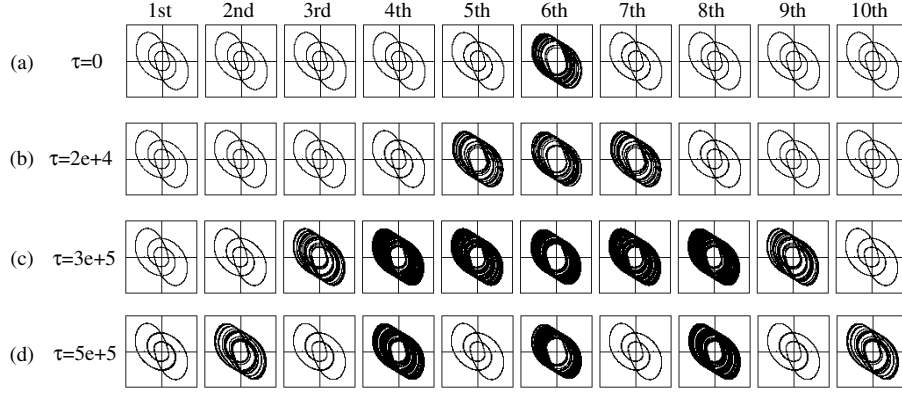 1st 2nd 3rd 4th 5th 6th 7th 8th 9th 10th
(a) τ=0
(b) τ=2e+4
(c) τ=3e+5
(d) τ=5e+5